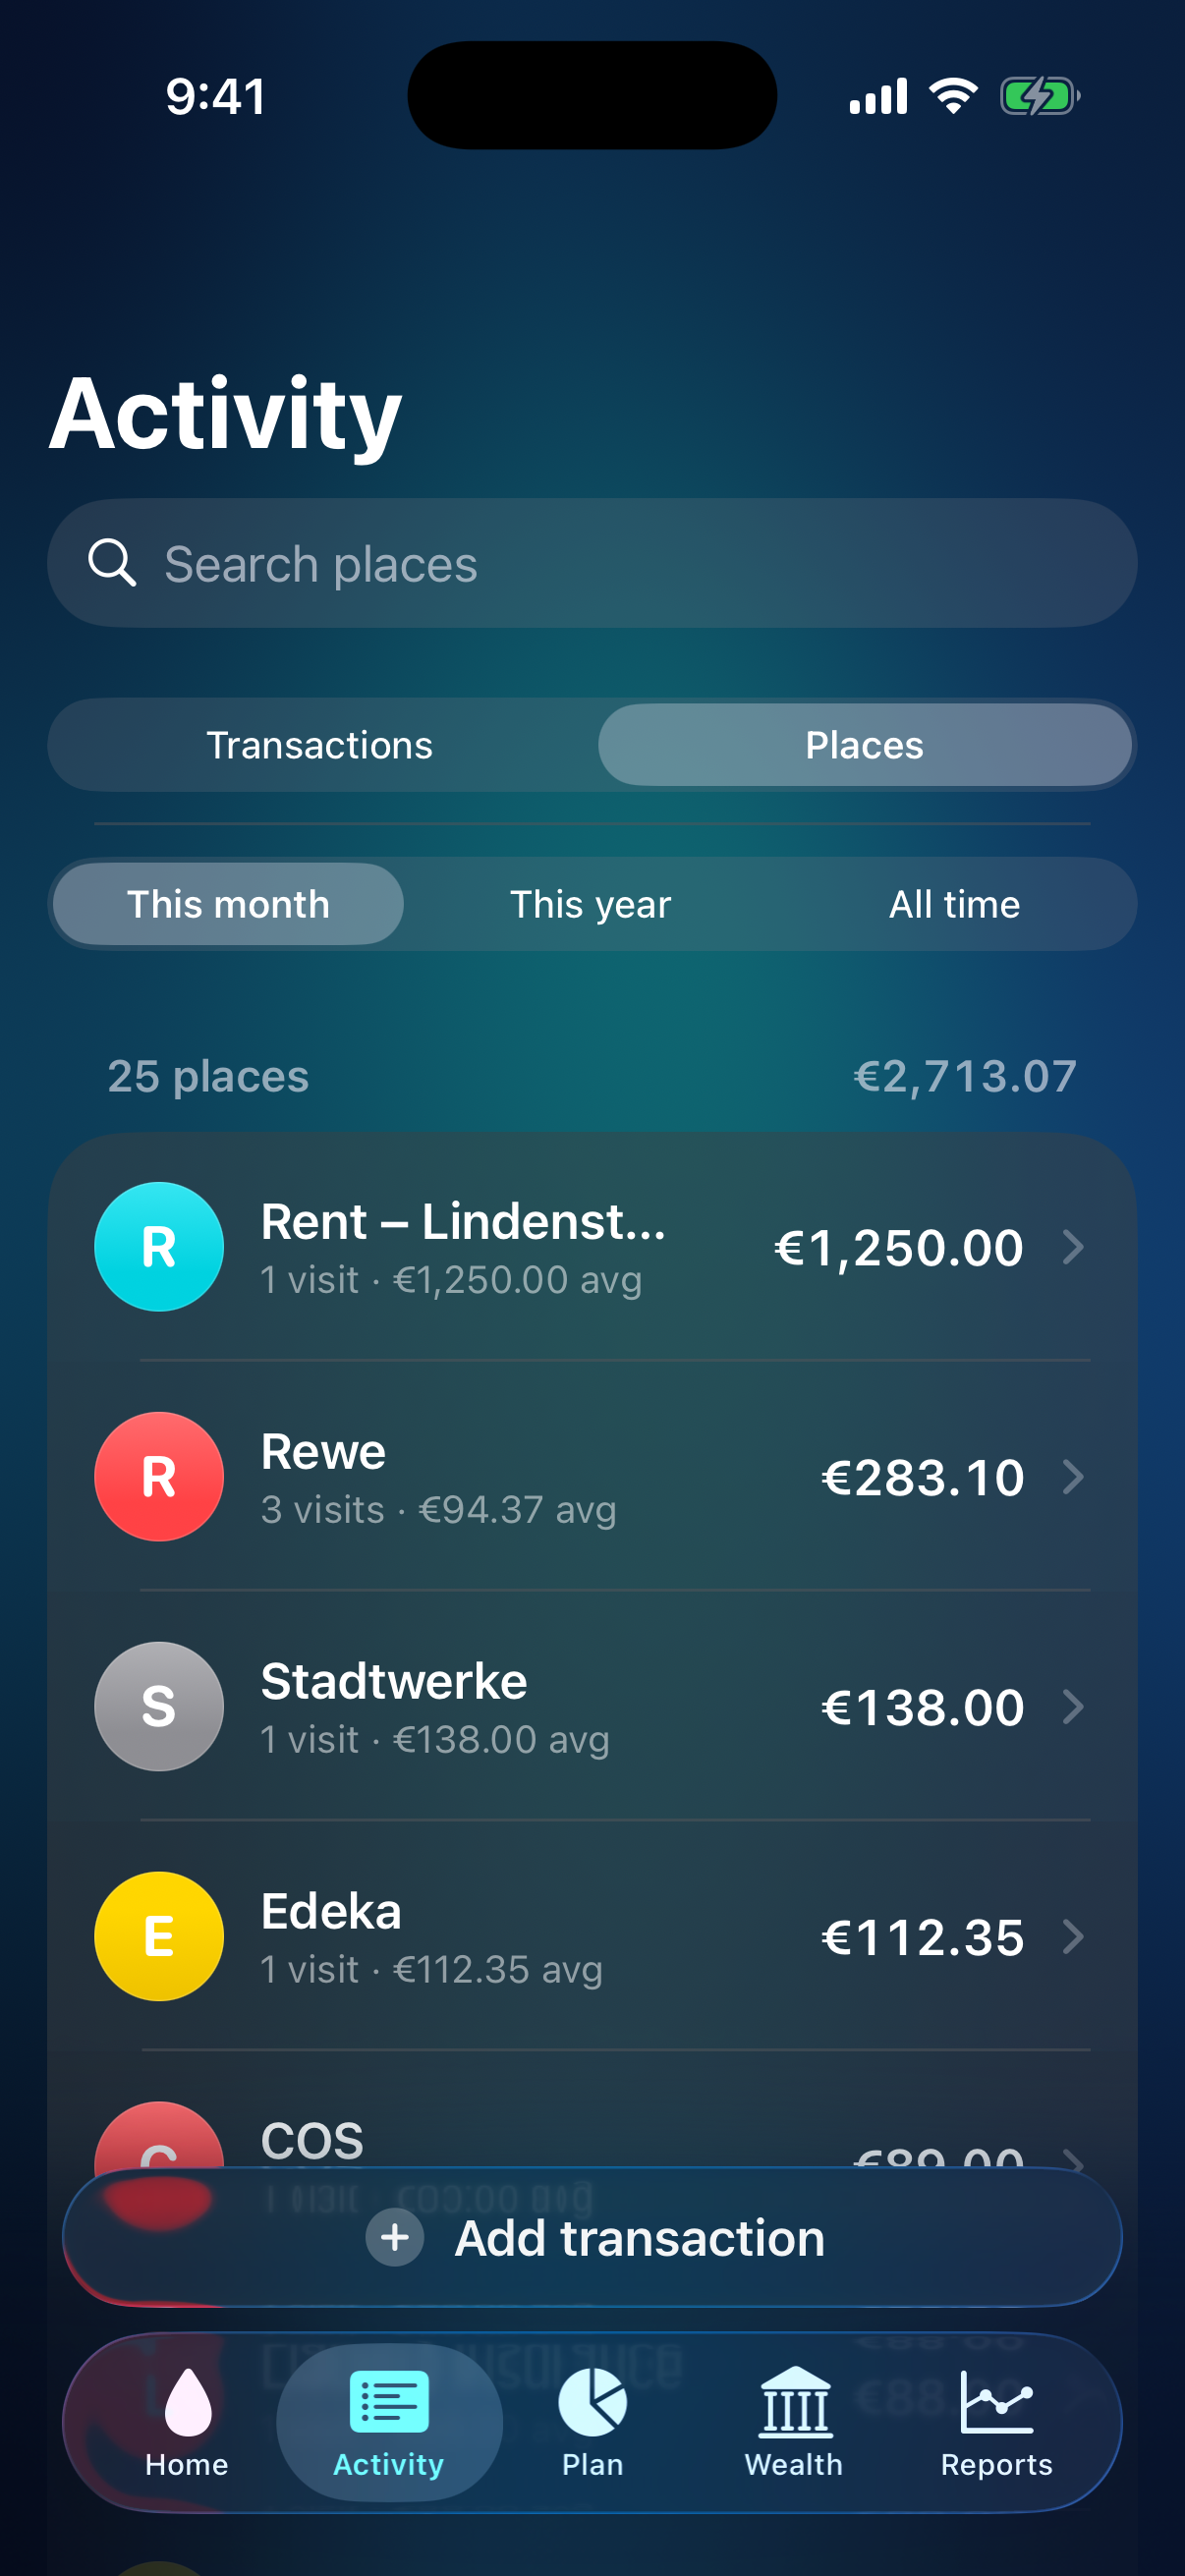 9:41
Activity
Search places
Transactions
Places
This month
This year
All time
25 places
€2,713.07
R
Rent – Lindenst...
€1,250.00
1 visit · €1,250.00 avg
R
Rewe
€283.10
3 visits · €94.37 avg
S
Stadtwerke
€138.00
1 visit · €138.00 avg
E
Edeka
€112.35
1 visit · €112.35 avg
C
COS
€89.00
Add transaction
Home
Activity
Plan
Wealth
Reports